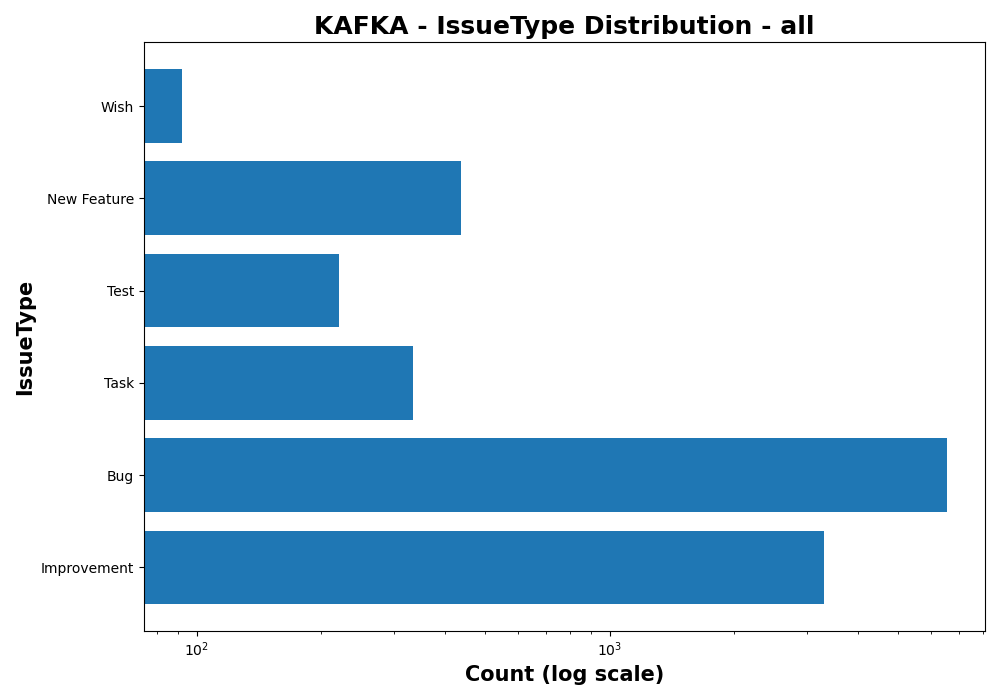 KAFKA - IssueType Distribution - all
IssueType
Wish
New Feature
Test
Task
Bug
Improvement
10²
10³
Count (log scale)